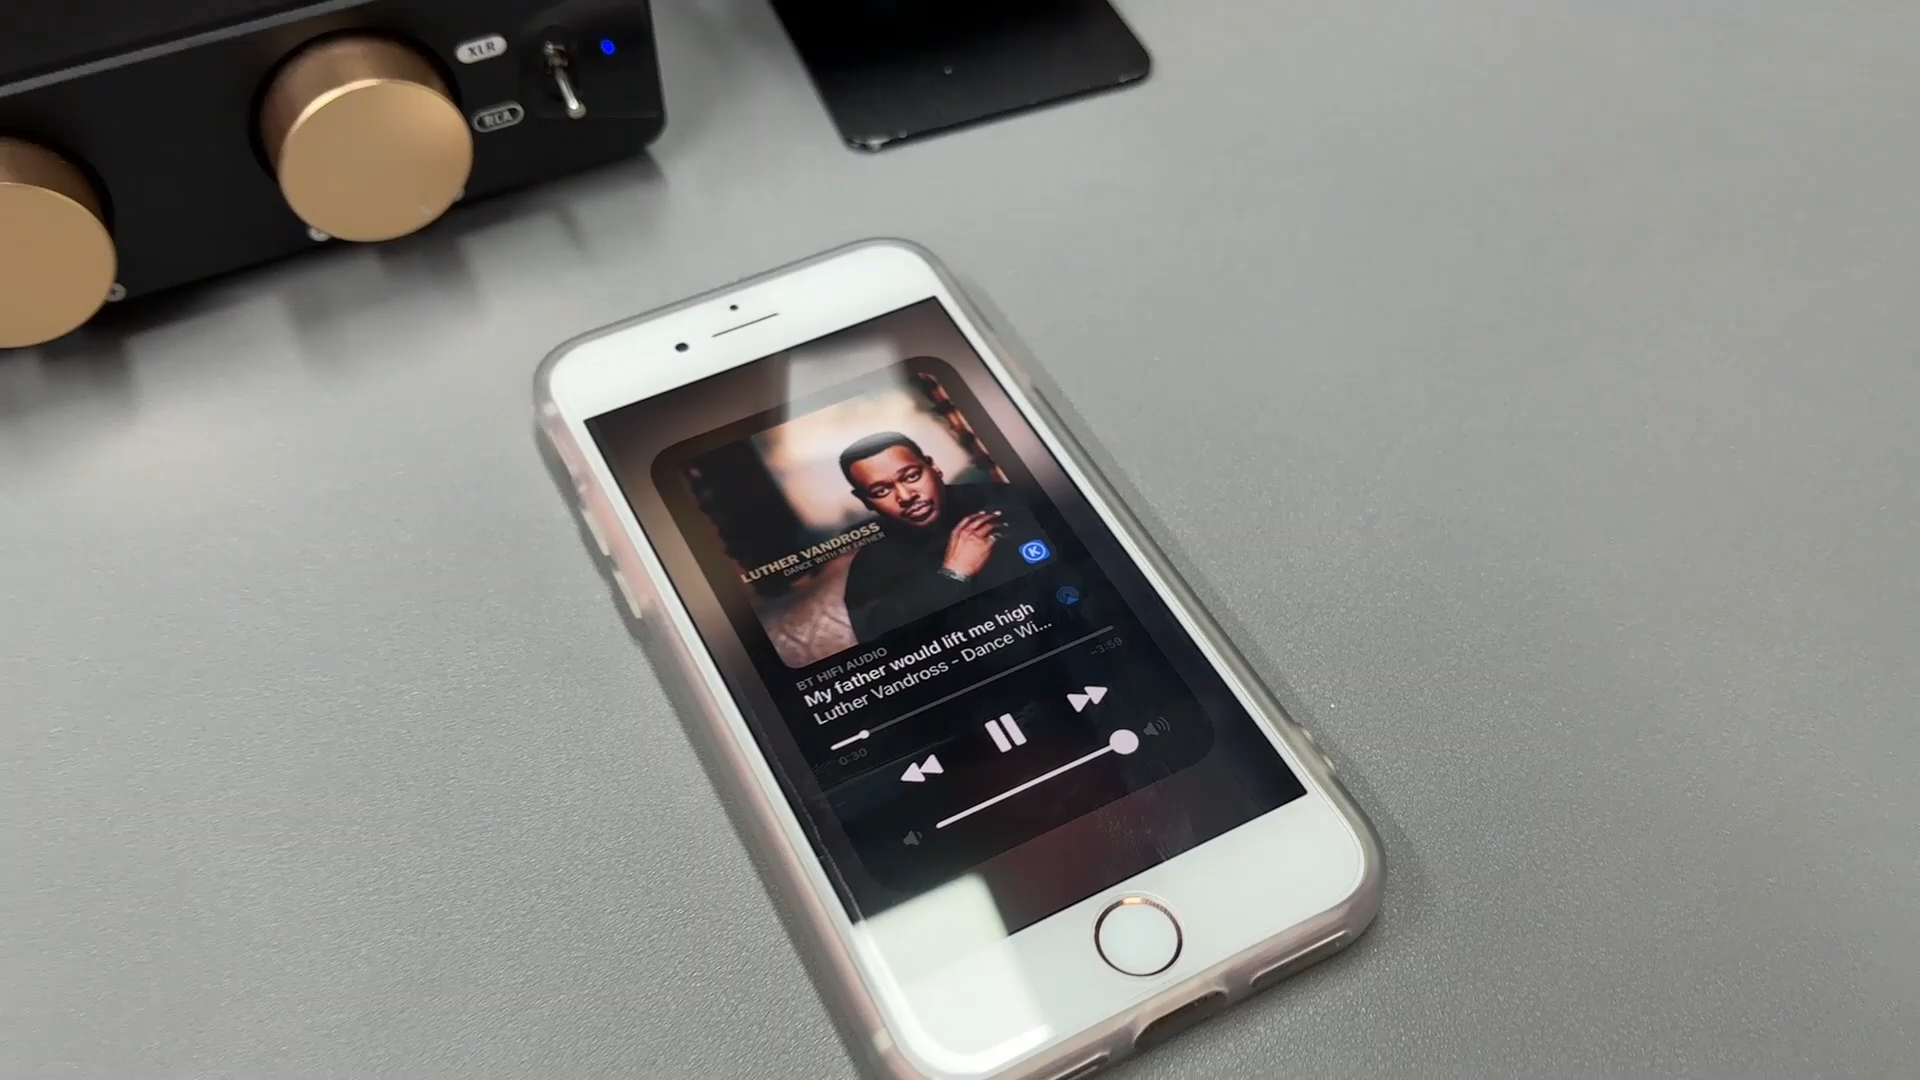 XLR
RCA
LUTHER VANDROSS
DANCE WITH MY FATHER
K
BT HIFI AUDIO
My father would lift me high
Luther Vandross - Dance Wi...
0:30
-3:59